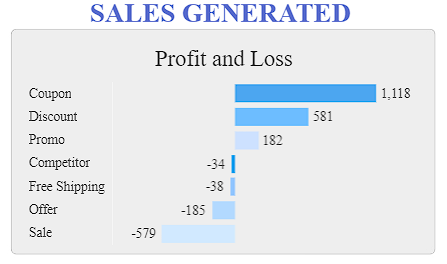 SALES GENERATED
Profit and Loss
Coupon 1,118
Discount 581
Promo 182
Competitor -34
Free Shipping -38
Offer -185
Sale -579